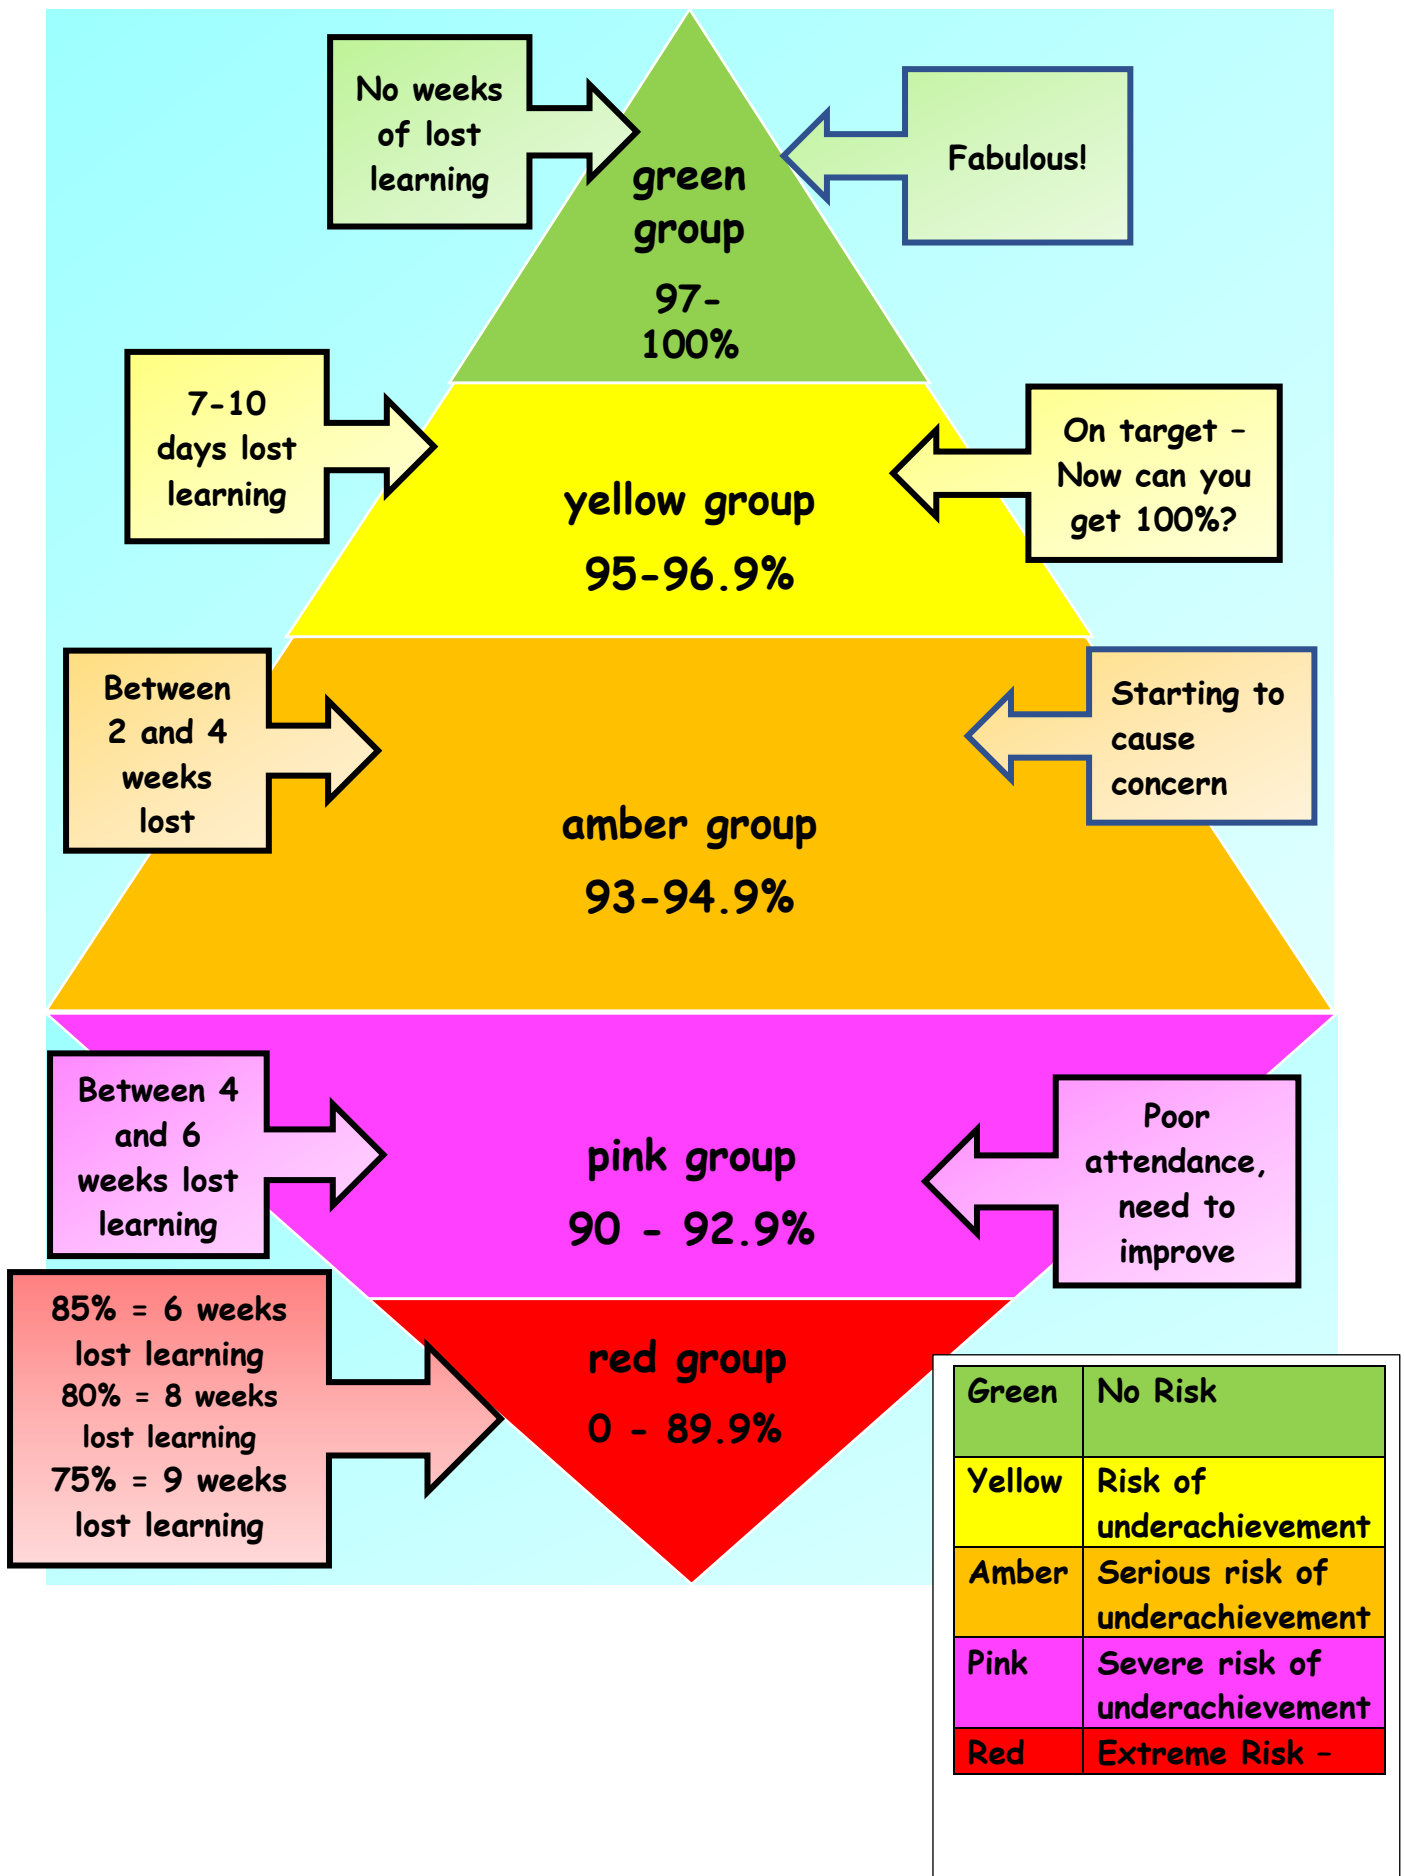 No weeks
of lost
learning
Fabulous!
green
group
97-
100%
7-10
days lost
learning
On target –
Now can you
get 100%?
yellow group
95-96.9%
Between
2 and 4
weeks
lost
Starting to
cause
concern
amber group
93-94.9%
Between 4
and 6
weeks lost
learning
Poor
attendance,
need to
improve
pink group
90 - 92.9%
85% = 6 weeks
lost learning
80% = 8 weeks
lost learning
75% = 9 weeks
lost learning
red group
0 - 89.9%
Green No Risk
Yellow Risk of
underachievement
Amber Serious risk of
underachievement
Pink Severe risk of
underachievement
Red Extreme Risk –